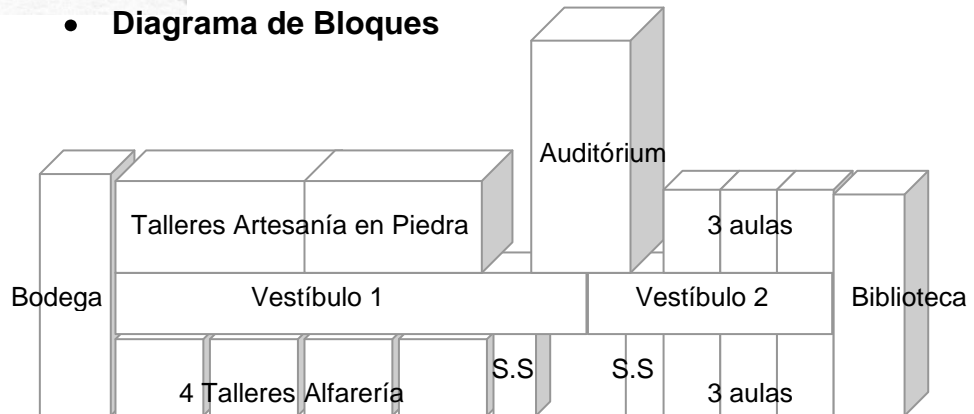 • Diagrama de Bloques
Auditórium
Talleres Artesanía en Piedra
3 aulas
Bodega
Vestíbulo 1
Vestíbulo 2
Biblioteca
S.S
S.S
4 Talleres Alfarería
3 aulas